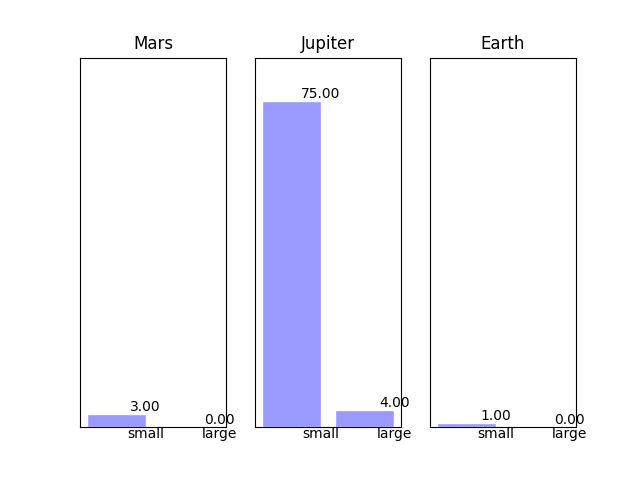 Mars
Jupiter
Earth
75.00
3.00
4.00
1.00
0.00
0.00
small large
small large
small large